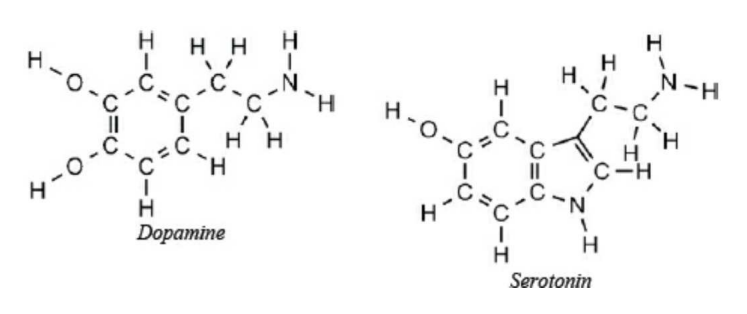 H H H H
H O C C N H
C C C H H
C C H
O C
H H
Dopamine
H
H H N H
H H C C H
O C H
C C C H
C C N
H C H
H
Serotonin